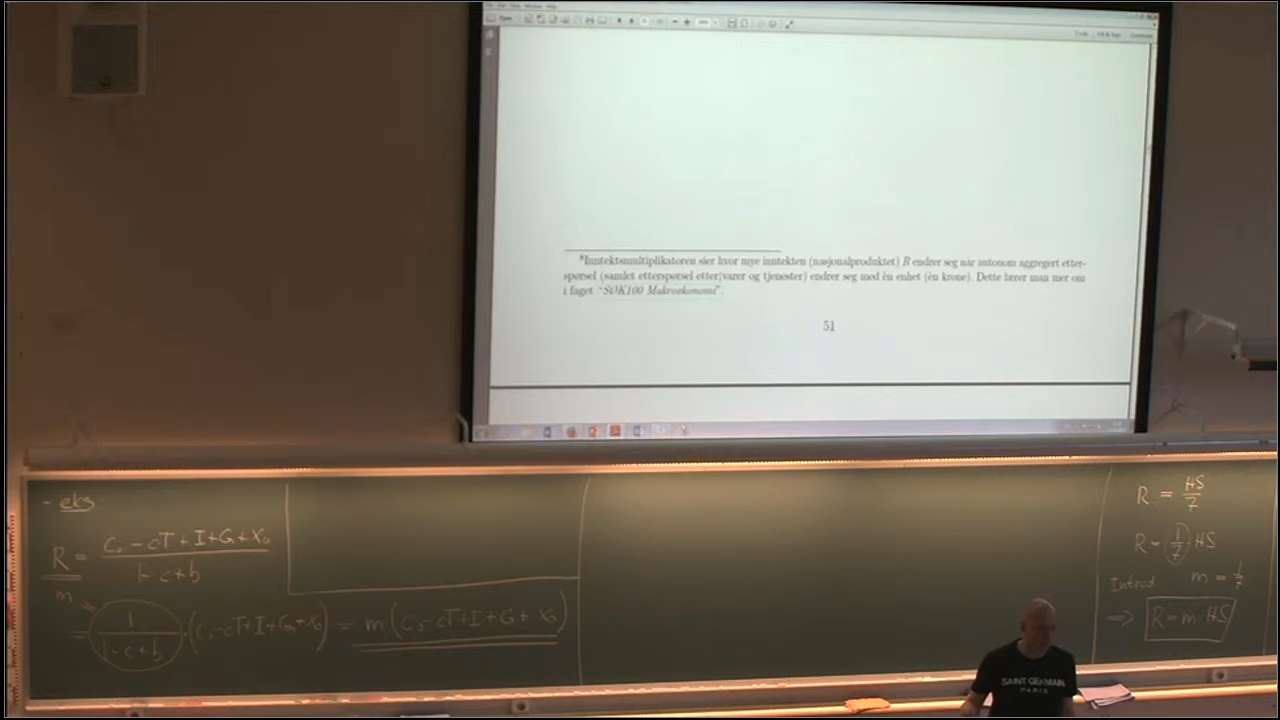 ⁸Inntektsmultiplikatoren sier hvor mye inntekten (nasjonalproduktet) R endrer seg når autonom aggregert etter-
spørsel (samlet etterspørsel etter varer og tjenester) endrer seg med én enhet (én krone). Dette lærer man mer om
i faget "SØK100 Makroøkonomi".
51
- eks
R = (C₀ - cT + I + G + X₀) / (1 - c + b)
m
= 1 / (1 - c + b) · (C₀ - cT + I + G + X₀) = m (C₀ - cT + I + G + X₀)
R = HS / 7
R = 1/7 HS
Introd. m = 1/7
⇒ R = m · HS
SAINT GERMAIN
PARIS